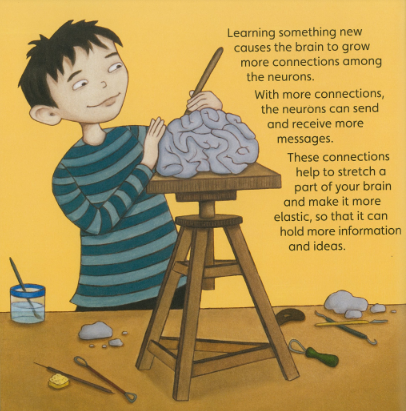 Learning something new
causes the brain to grow
more connections among
the neurons.
With more connections,
the neurons can send
and receive more
messages.
These connections
help to stretch a
part of your brain
and make it more
elastic, so that it can
hold more information
and ideas.